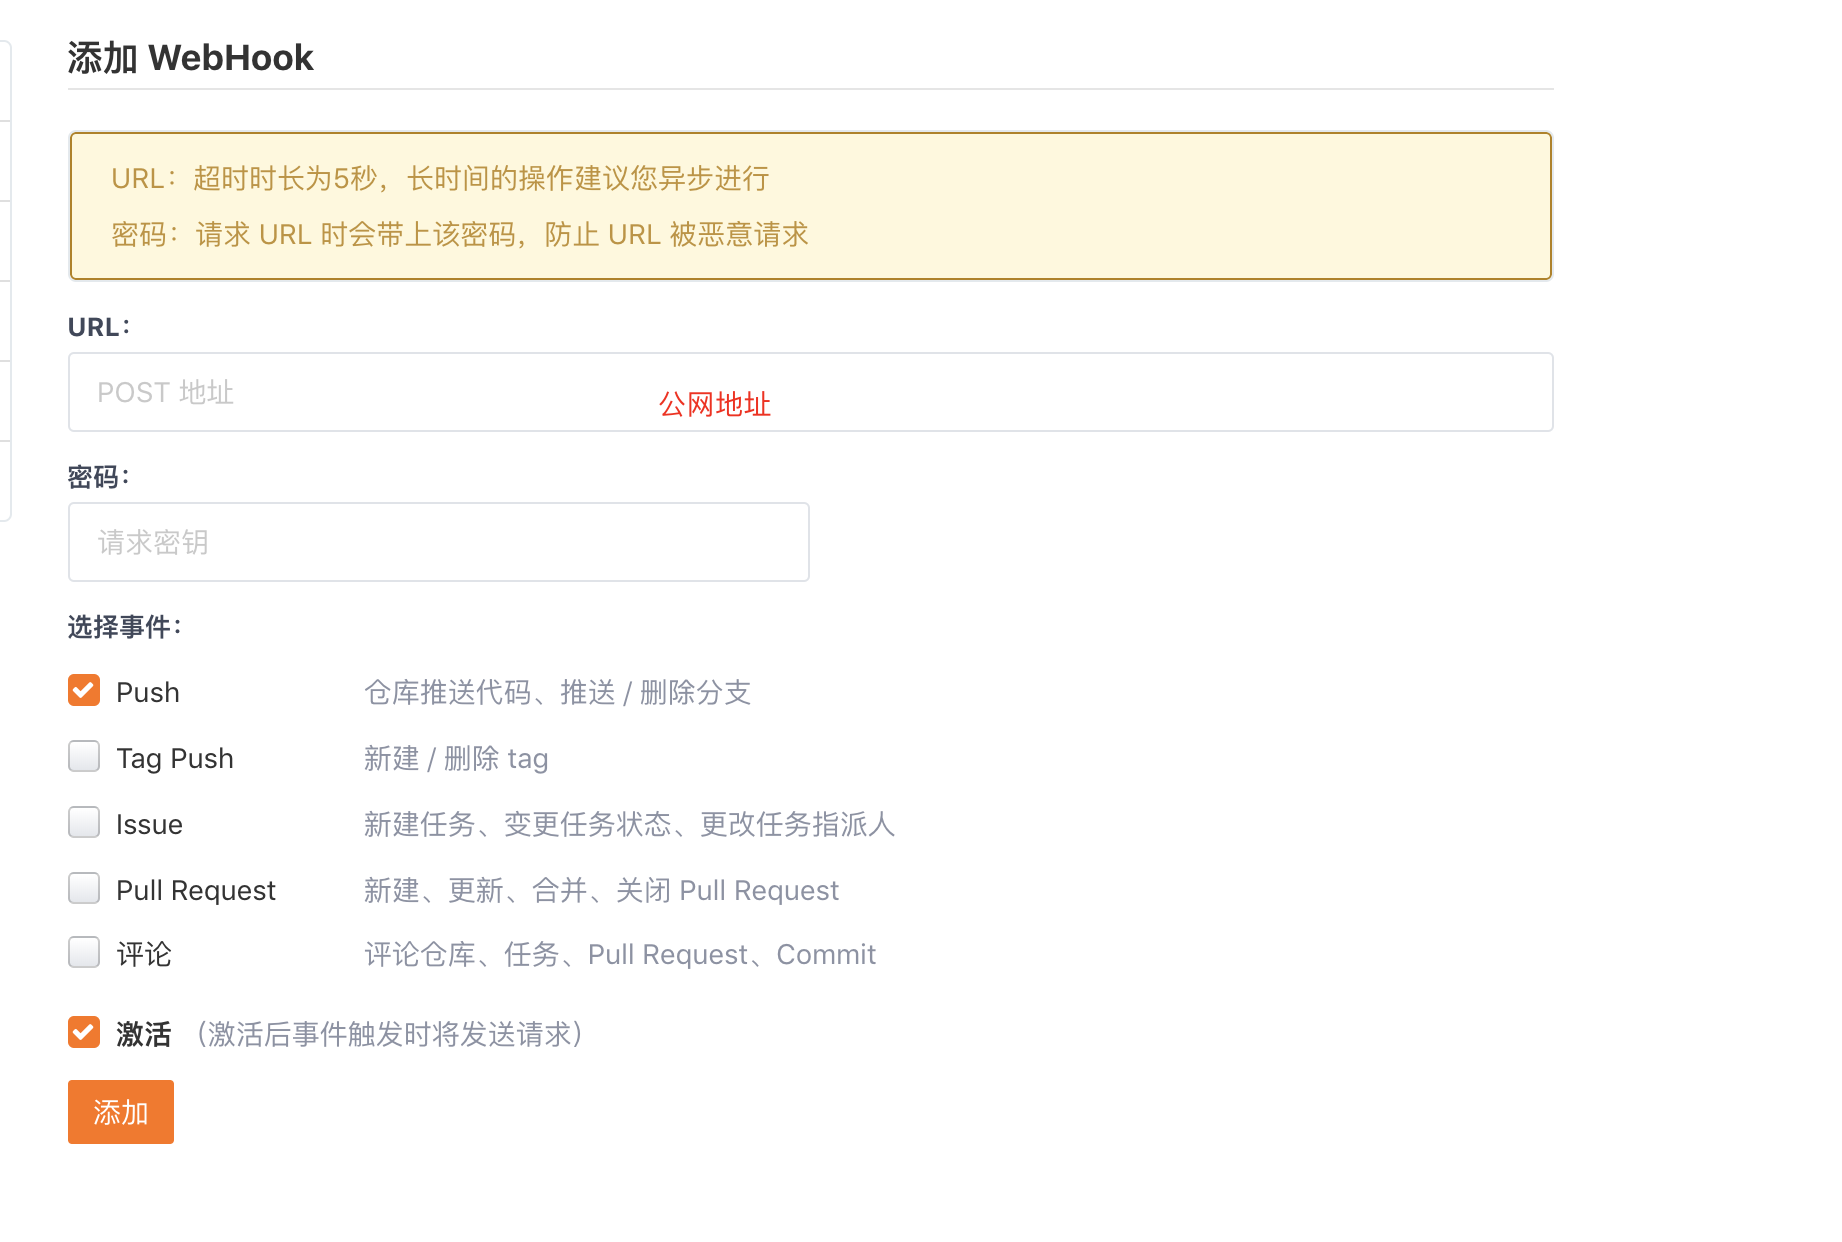 添加 WebHook
URL：超时时长为5秒，长时间的操作建议您异步进行
密码：请求 URL 时会带上该密码，防止 URL 被恶意请求
URL：
POST 地址
公网地址
密码：
请求密钥
选择事件：
Push 仓库推送代码、推送 / 删除分支
Tag Push 新建 / 删除 tag
Issue 新建任务、变更任务状态、更改任务指派人
Pull Request 新建、更新、合并、关闭 Pull Request
评论 评论仓库、任务、Pull Request、Commit
激活 （激活后事件触发时将发送请求）
添加